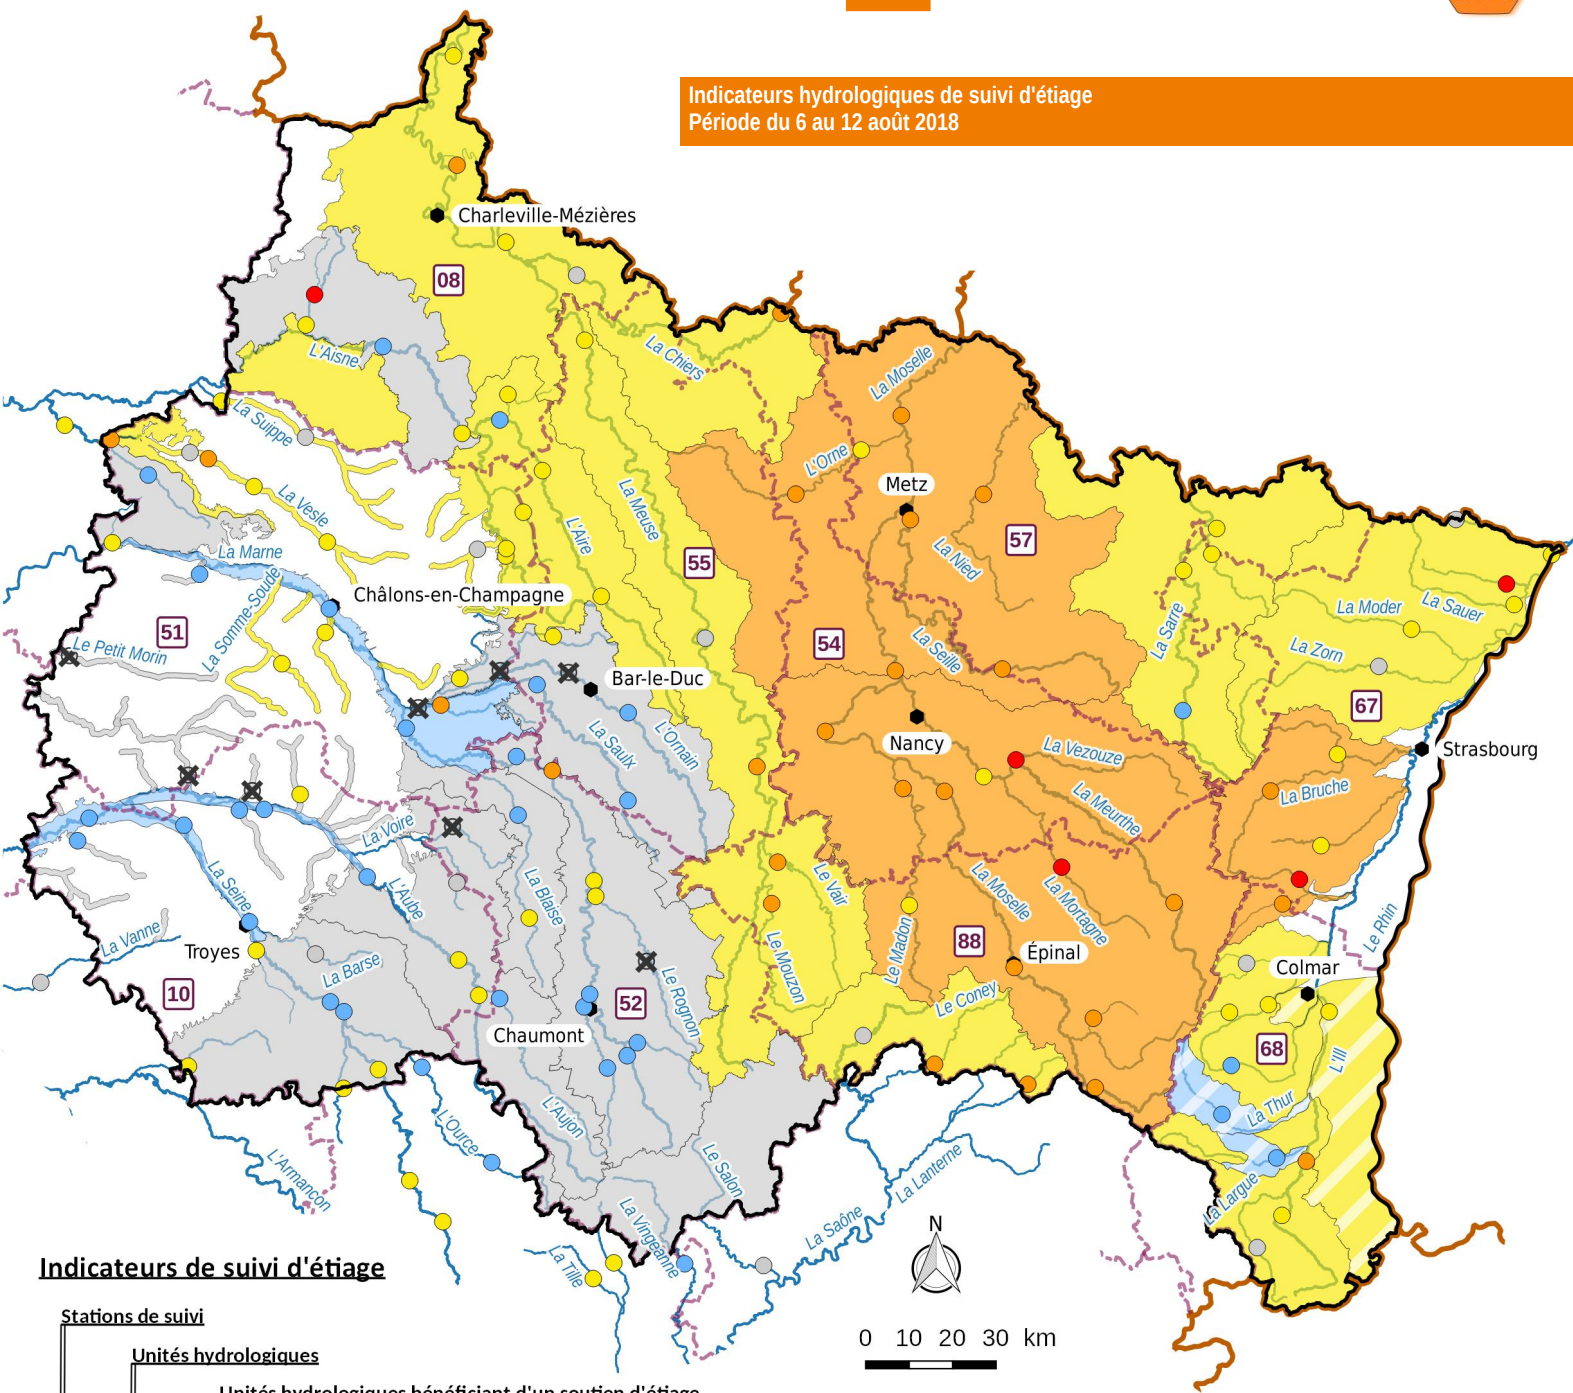 Indicateurs hydrologiques de suivi d'étiage
Période du 6 au 12 août 2018
Charleville-Mézières
08
L'Aisne
La Chiers
La Moselle
La Suippe
L'Orne
Metz
La Vesle
La Meuse
L'Aire
57
La Nied
La Marne
55
Châlons-en-Champagne
La Somme-Soude
La Moder
La Sauer
51
Le Petit Morin
54
La Seille
La Sarre
La Zorn
Bar-le-Duc
67
La Saulx
L'Ornain
Nancy
La Vezouze
Strasbourg
La Bruche
La Meurthe
La Voire
La Seine
L'Aube
La Blaise
Le Vair
La Moselle
La Mortagne
La Vanne
Troyes
La Barse
Le Mouzon
Le Madon
88
Épinal
Le Rhin
Colmar
10
52
Le Rognon
Le Coney
Chaumont
68
L'Ill
La Thur
L'Aujon
L'Ource
L'Armançon
Le Salon
La Lanterne
La Largue
La Vingeanne
La Saône
La Tille
N
Indicateurs de suivi d'étiage
Stations de suivi
0 10 20 30 km
Unités hydrologiques
Unités hydrologiques bénéficiant d'un soutien d'étiage